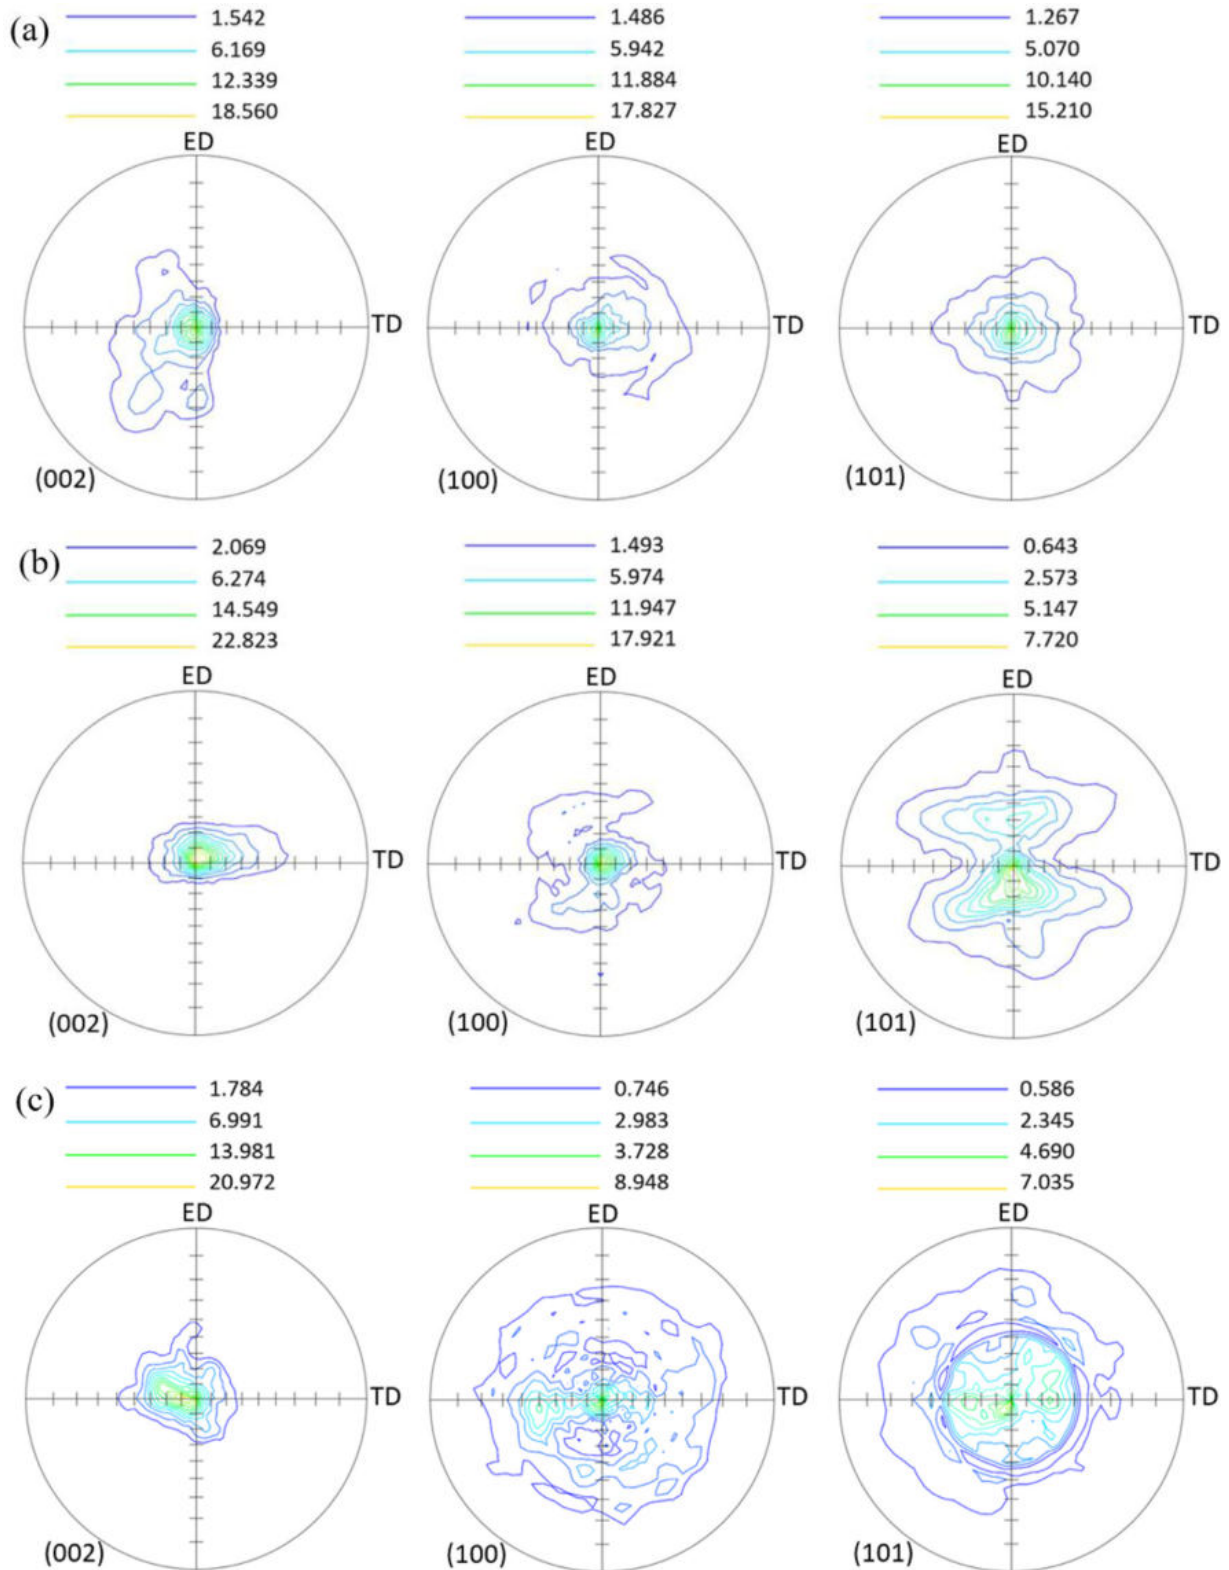 (a)
1.542 1.486 1.267
6.169 5.942 5.070
12.339 11.884 10.140
18.560 17.827 15.210
ED ED ED
TD TD TD
(002) (100) (101)
(b)
2.069 1.493 0.643
6.274 5.974 2.573
14.549 11.947 5.147
22.823 17.921 7.720
ED ED ED
TD TD TD
(002) (100) (101)
(c)
1.784 0.746 0.586
6.991 2.983 2.345
13.981 3.728 4.690
20.972 8.948 7.035
ED ED ED
TD TD TD
(002) (100) (101)